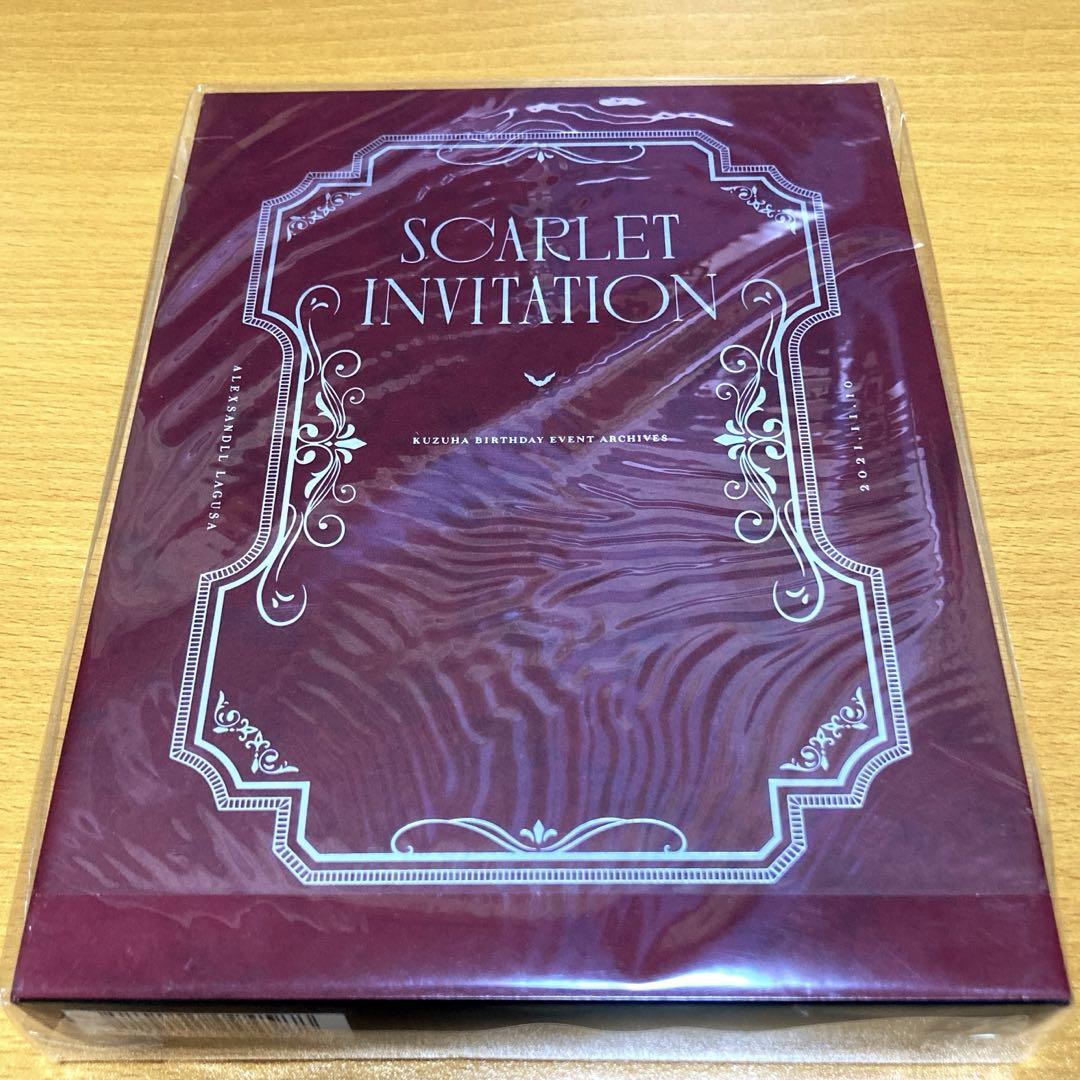 SCARLET
INVITATION
KUZUHA BIRTHDAY EVENT ARCHIVES
ALEXSANDLL LAGUSA
2021.11.10